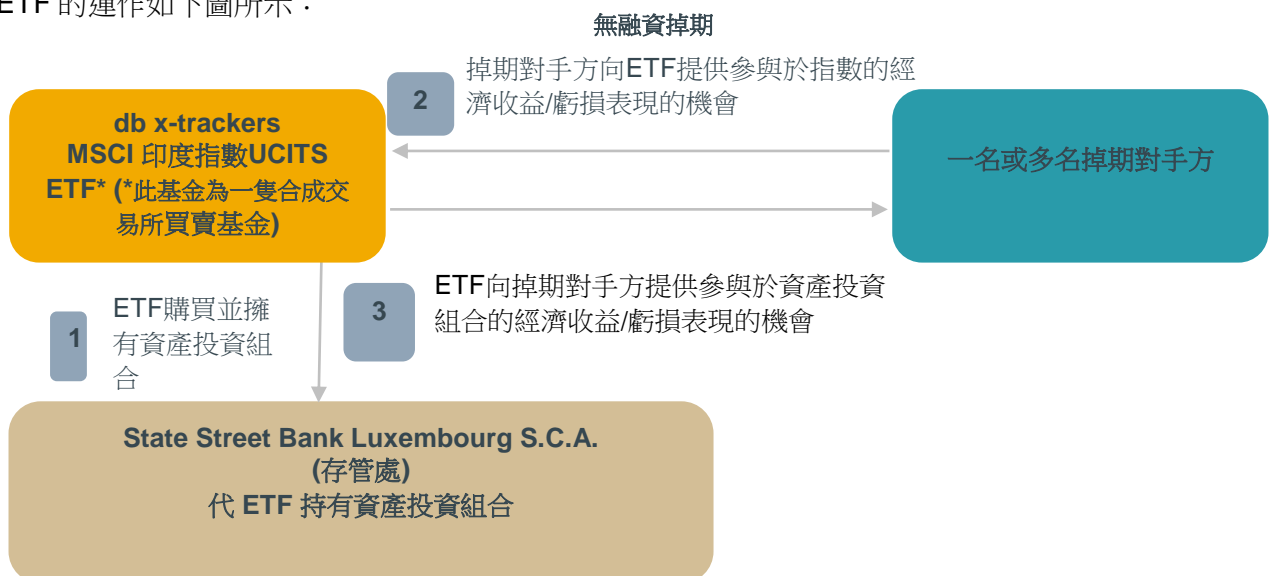 ETF 的運作如下圖所示：
無融資掉期
2
掉期對手方向ETF提供參與於指數的經
濟收益/虧損表現的機會
db x-trackers
MSCI 印度指數UCITS
ETF* (*此基金為一隻合成交
易所買賣基金)
一名或多名掉期對手方
1
ETF購買並擁
有資產投資組
合
3
ETF向掉期對手方提供參與於資產投資
組合的經濟收益/虧損表現的機會
State Street Bank Luxembourg S.C.A.
(存管處)
代 ETF 持有資產投資組合